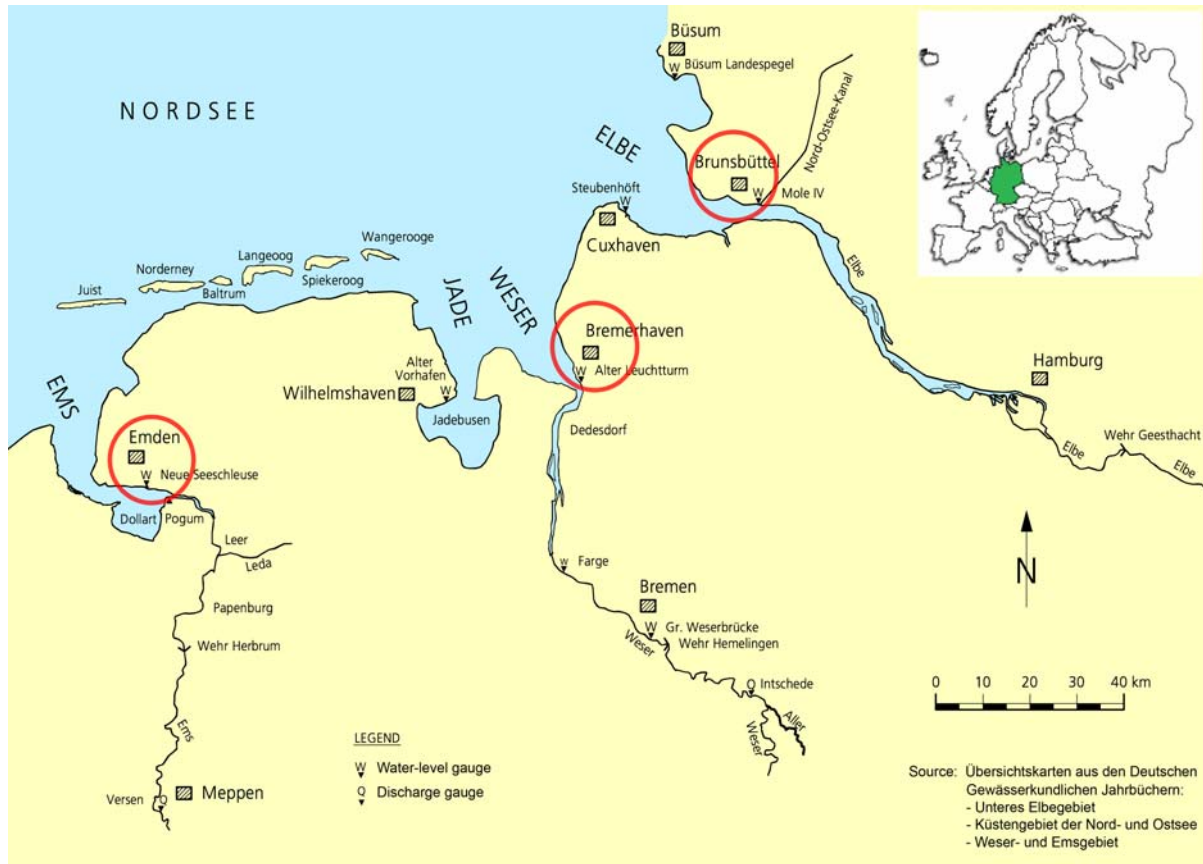 Büsum
W
Büsum Landespegel
NORDSEE
ELBE
Nord-Ostsee-Kanal
Brunsbüttel
W
Mole IV
Steubenhöft
W
Cuxhaven
Elbe
Wangerooge
Langeoog
Spiekeroog
Norderney
Baltrum
Juist
JADE
WESER
Bremerhaven
W
Alter Leuchtturm
Hamburg
Alter
Vorhafen
W
Wilhelmshaven
Jadebusen
Dedesdorf
EMS
Emden
W
Neue Seeschleuse
Dollart
Pogum
Elbe
Wehr Geesthacht
Elbe
Leer
Leda
W
Farge
Bremen
N
Papenburg
W
Gr. Weserbrücke
Weser
Wehr Hemelingen
Wehr Herbrum
Q
Intschede
Aller
Weser
0 10 20 30 40 km
Ems
LEGEND
W Water-level gauge
Q Discharge gauge
Versen
Q
Meppen
Source: Übersichtskarten aus den Deutschen
Gewässerkundlichen Jahrbüchern:
- Unteres Elbegebiet
- Küstengebiet der Nord- und Ostsee
- Weser- und Emsgebiet